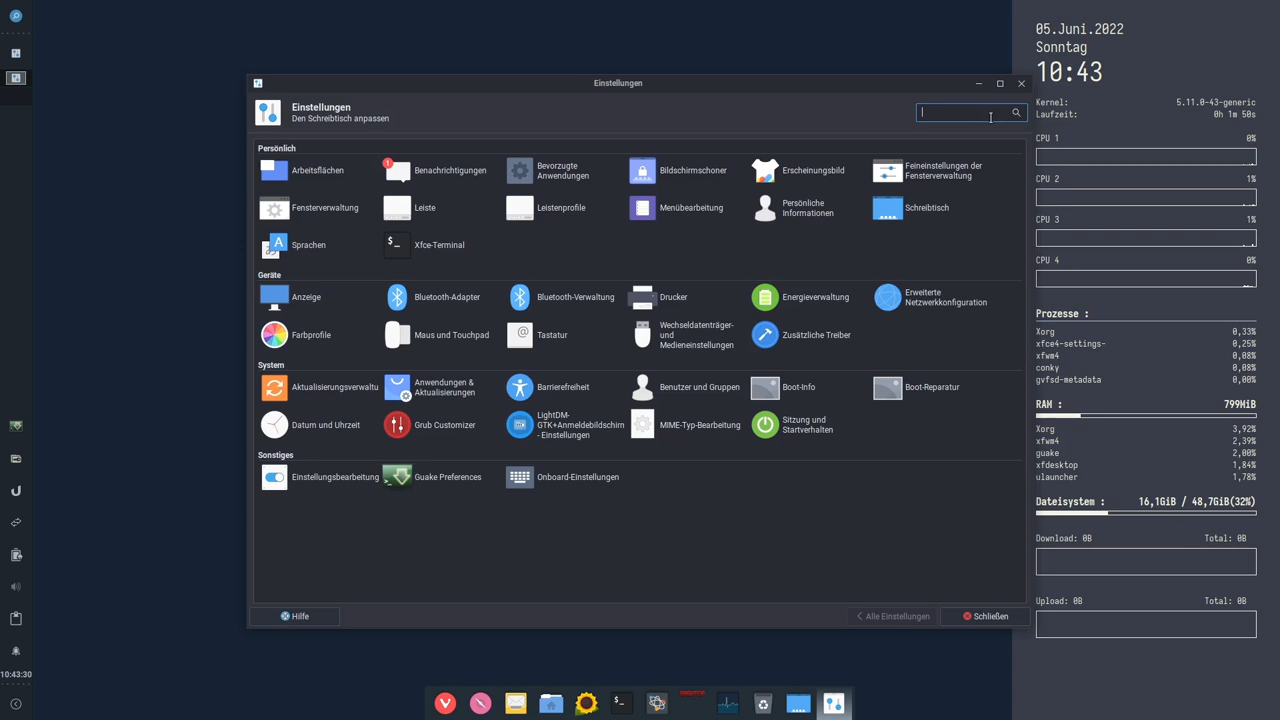 Einstellungen
Einstellungen
Den Schreibtisch anpassen
Persönlich
Arbeitsflächen
1
Benachrichtigungen
Bevorzugte
Anwendungen
Bildschirmschoner
Erscheinungsbild
Feineinstellungen der
Fensterverwaltung
Fensterverwaltung
Leiste
Leistenprofile
Menübearbeitung
Persönliche
Informationen
Schreibtisch
Sprachen
Xfce-Terminal
Geräte
Anzeige
Bluetooth-Adapter
Bluetooth-Verwaltung
Drucker
Energieverwaltung
Erweiterte
Netzwerkkonfiguration
Farbprofile
Maus und Touchpad
Tastatur
Wechseldatenträger-
und
Medieneinstellungen
Zusätzliche Treiber
System
Aktualisierungsverwaltu
Anwendungen &
Aktualisierungen
Barrierefreiheit
Benutzer und Gruppen
Boot-Info
Boot-Reparatur
Datum und Uhrzeit
Grub Customizer
LightDM-
GTK+Anmeldebildschirm
- Einstellungen
MIME-Typ-Bearbeitung
Sitzung und
Startverhalten
Sonstiges
Einstellungsbearbeitung
Guake Preferences
Onboard-Einstellungen
Hilfe
Alle Einstellungen
Schließen
10:43:30
05.Juni.2022
Sonntag
10:43
Kernel: 5.11.0-43-generic
Laufzeit: 0h 1m 50s
CPU 1 0%
CPU 2 1%
CPU 3 1%
CPU 4 0%
Prozesse :
Xorg 0,33%
xfce4-settings- 0,25%
xfwm4 0,08%
conky 0,08%
gvfsd-metadata 0,00%
RAM : 799MiB
Xorg 3,92%
xfwm4 2,39%
guake 2,00%
xfdesktop 1,84%
ulauncher 1,78%
Dateisystem : 16,1GiB / 48,7GiB(32%)
Download: 0B Total: 0B
Upload: 0B Total: 0B